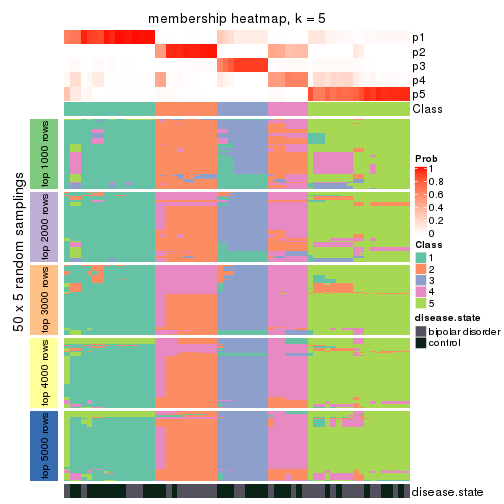 membership heatmap, k = 5
p1
p2
p3
p4
p5
Class
50 x 5 random samplings
top 1000 rows
top 2000 rows
top 3000 rows
top 4000 rows
top 5000 rows
Prob
1
0.8
0.6
0.4
0.2
0
Class
1
2
3
4
5
disease.state
bipolar disorder
control
disease.state